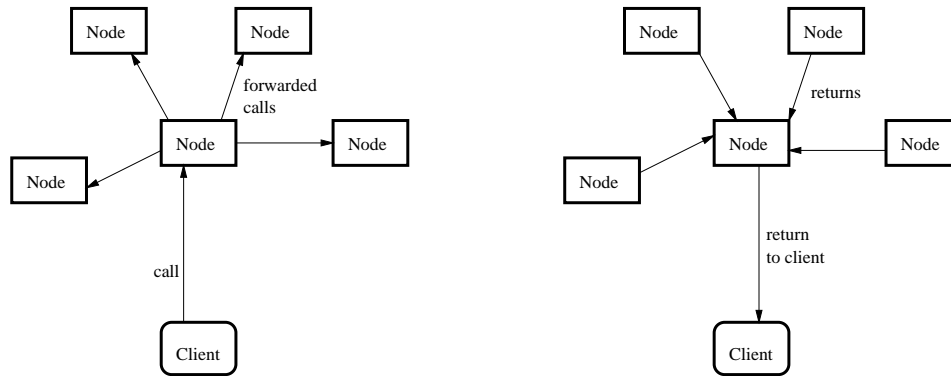 Node
Node
forwarded
calls
Node
Node
Node
call
Client
Node
Node
returns
Node
Node
Node
return
to client
Client